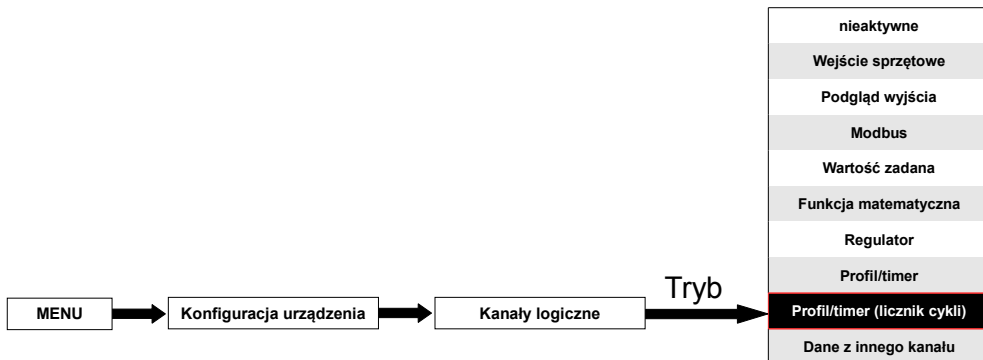 nieaktywne
Wejście sprzętowe
Podgląd wyjścia
Modbus
Wartość zadana
Funkcja matematyczna
Regulator
Profil/timer
MENU
Konfiguracja urządzenia
Kanały logiczne
Tryb
Profil/timer (licznik cykli)
Dane z innego kanału